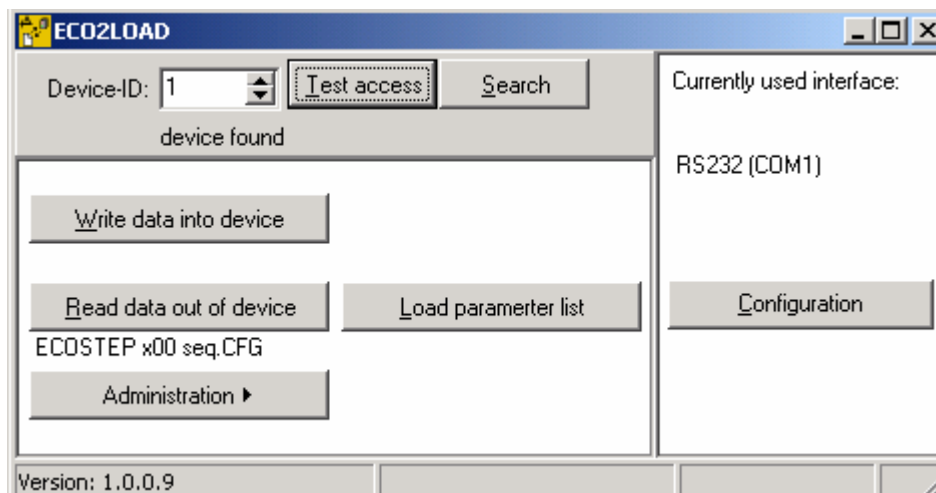 ECO2LOAD
Device-ID: 1 Test access Search
device found
Currently used interface:
RS232 (COM1)
Write data into device
Read data out of device Load paramerter list
Configuration
ECOSTEP x00 seq.CFG
Administration
Version: 1.0.0.9